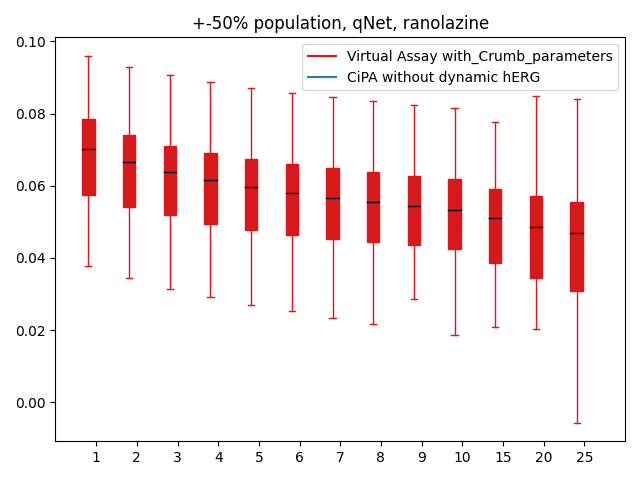 +-50% population, qNet, ranolazine
Virtual Assay with_Crumb_parameters
CiPA without dynamic hERG
0.10
0.08
0.06
0.04
0.02
0.00
1 2 3 4 5 6 7 8 9 10 15 20 25